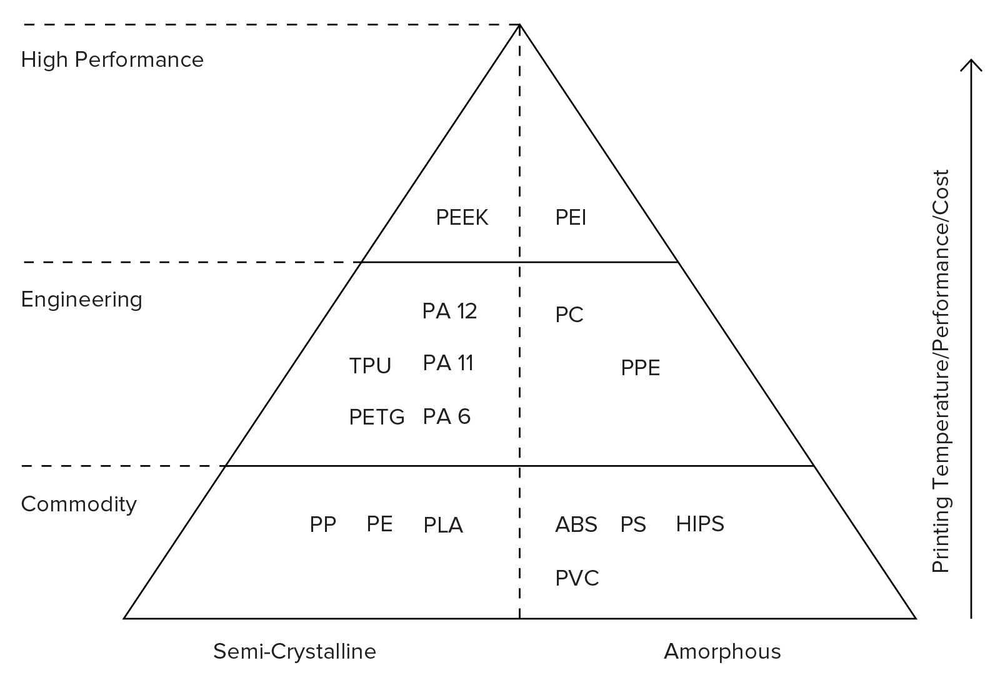 High Performance
PEEK
PEI
Engineering
PA 12
PC
TPU
PA 11
PPE
PETG
PA 6
Commodity
PP
PE
PLA
ABS
PS
HIPS
PVC
Semi-Crystalline
Amorphous
Printing Temperature/Performance/Cost